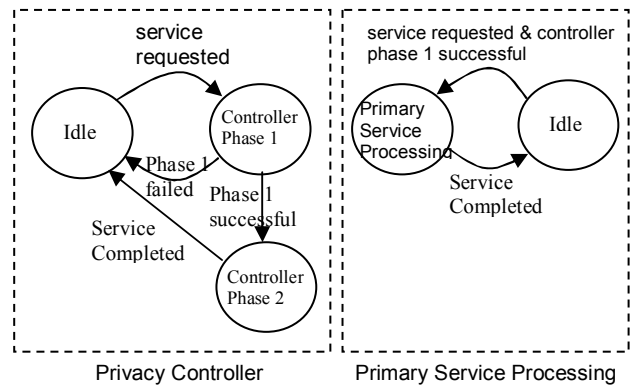 service
requested
Idle
Controller
Phase 1
Phase 1
failed
Phase 1
successful
Service
Completed
Controller
Phase 2
Privacy Controller
service requested & controller
phase 1 successful
Primary
Service
Processing
Idle
Service
Completed
Primary Service Processing